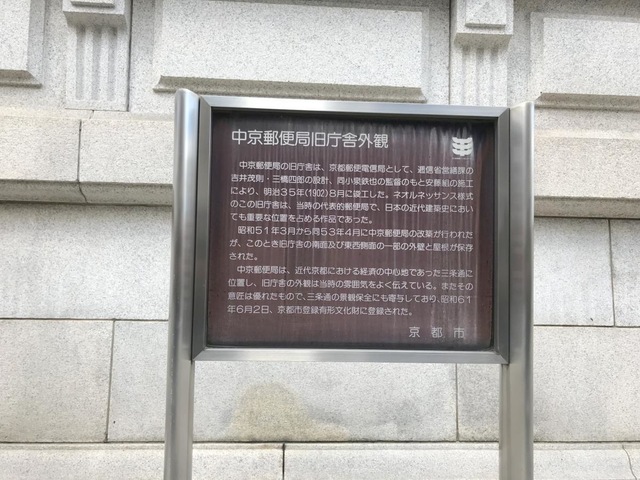 中京郵便局旧庁舎外観
中京郵便局の旧庁舎は、京都郵便電信局として、逓信省営繕課の
吉井茂則・三橋四郎の設計、同小泉鉄也の監督のもと安藤組の施工
により、明治35年(1902)8月に竣工した。ネオルネッサンス様式
のこの旧庁舎は、当時の代表的郵便局で、日本の近代建築史におい
ても重要な位置を占める作品であった。
昭和51年3月から同53年4月に中京郵便局の改築が行われた
が、このとき旧庁舎の南面及び東西側面の一部の外壁と屋根が保存
された。
中京郵便局は、近代京都における経済の中心地であった三条通に
位置し、旧庁舎の外観は当時の雰囲気をよく伝えている。またその
意匠は優れたもので、三条通の景観保全にも寄与しており、昭和61
年6月2日、京都市登録有形文化財に登録された。
京都市